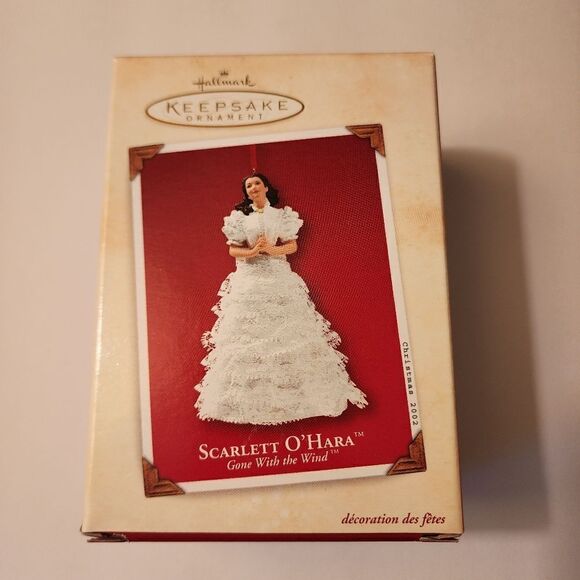 Hallmark
KEEPSAKE
ORNAMENT
Christmas 2002
SCARLETT O'HARA™
Gone With the Wind™
décoration des fêtes